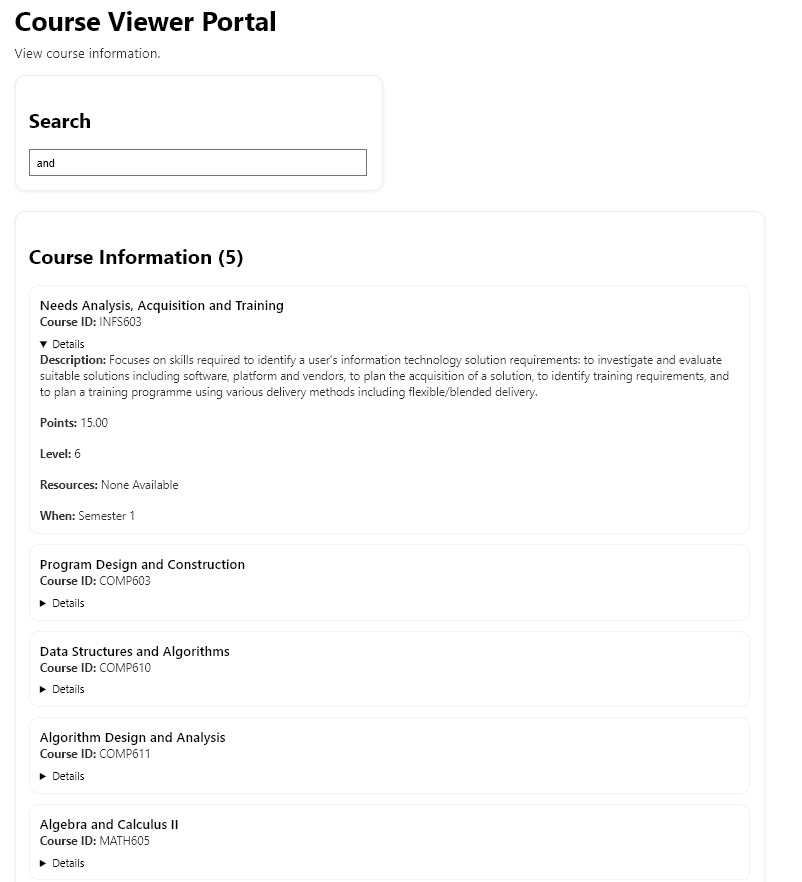 Course Viewer Portal
View course information.
Search
and
Course Information (5)
Needs Analysis, Acquisition and Training
Course ID: INFS603
▼ Details
Description: Focuses on skills required to identify a user's information technology solution requirements: to investigate and evaluate
suitable solutions including software, platform and vendors, to plan the acquisition of a solution, to identify training requirements, and
to plan a training programme using various delivery methods including flexible/blended delivery.
Points: 15.00
Level: 6
Resources: None Available
When: Semester 1
Program Design and Construction
Course ID: COMP603
▶ Details
Data Structures and Algorithms
Course ID: COMP610
▶ Details
Algorithm Design and Analysis
Course ID: COMP611
▶ Details
Algebra and Calculus II
Course ID: MATH605
▶ Details